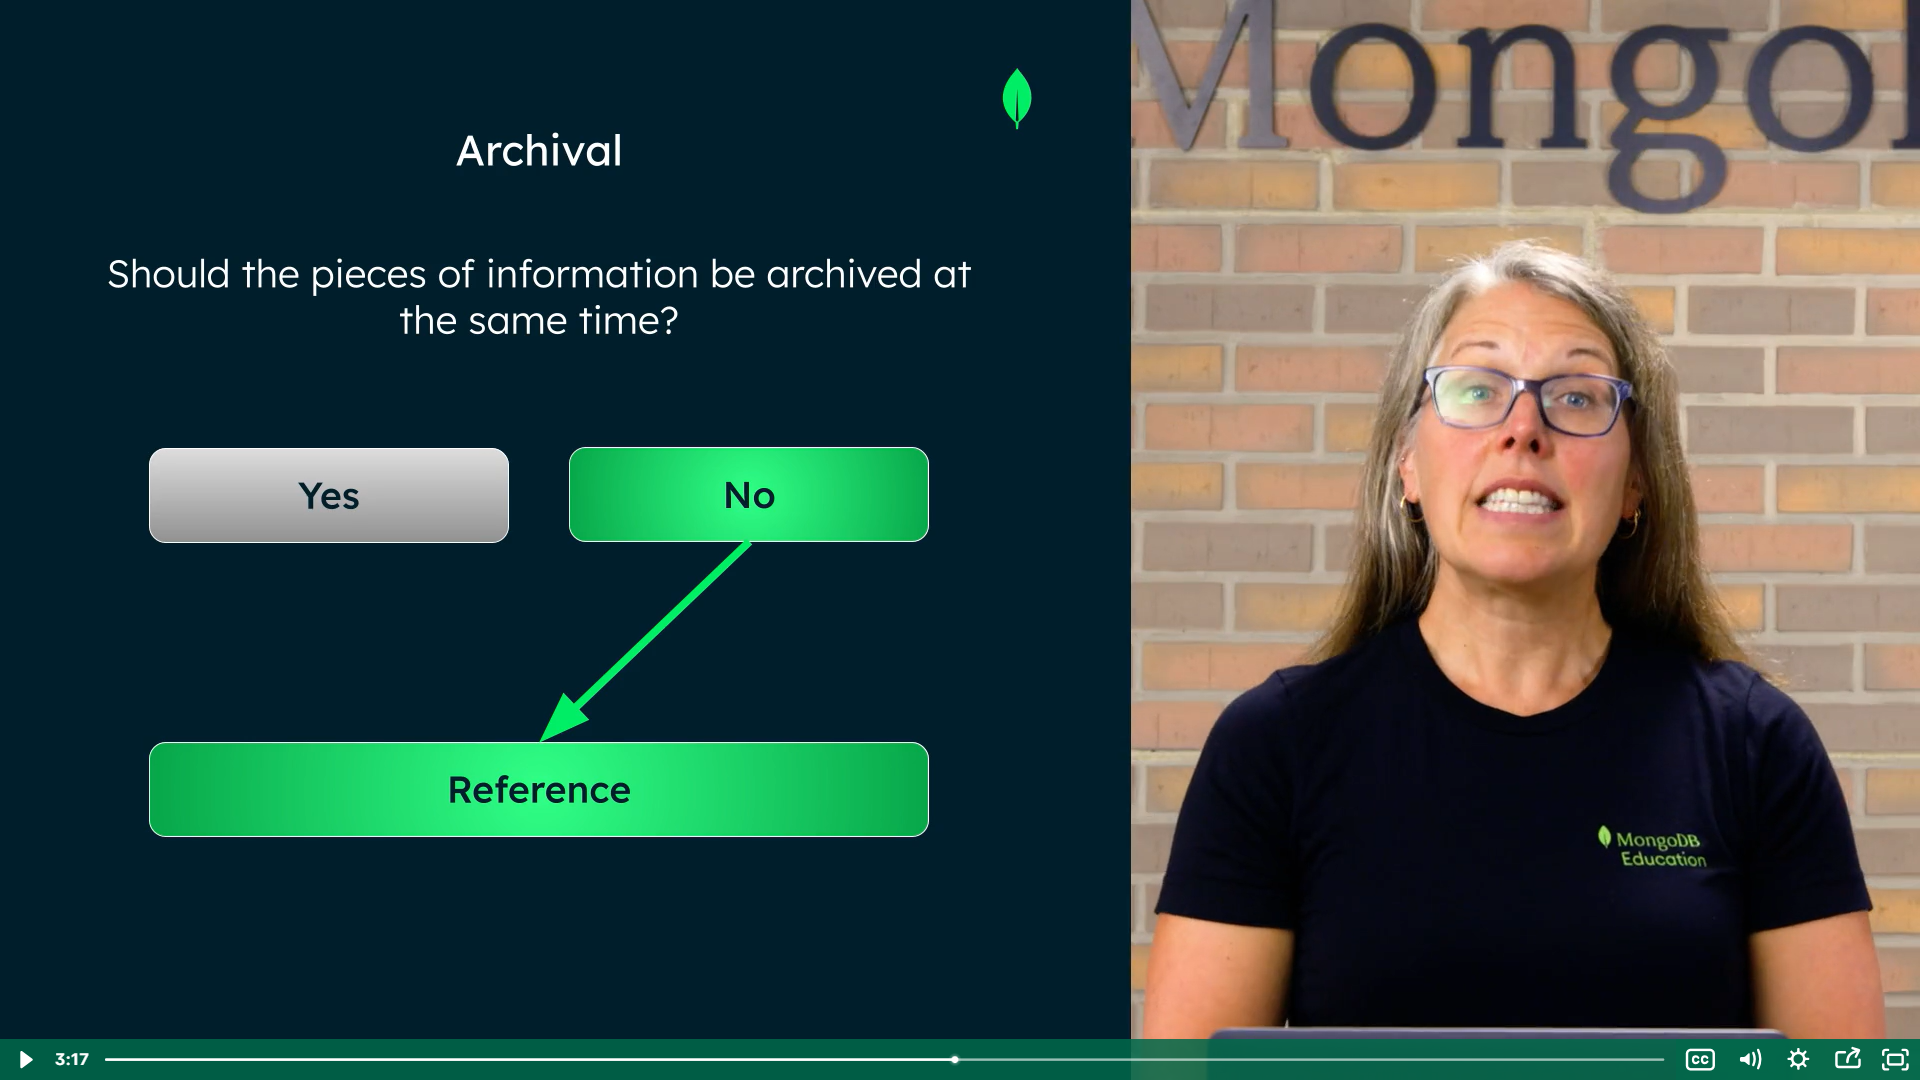 Archival
Should the pieces of information be archived at
the same time?
Yes
No
Reference
Mongo
MongoDB
Education
3:17
CC